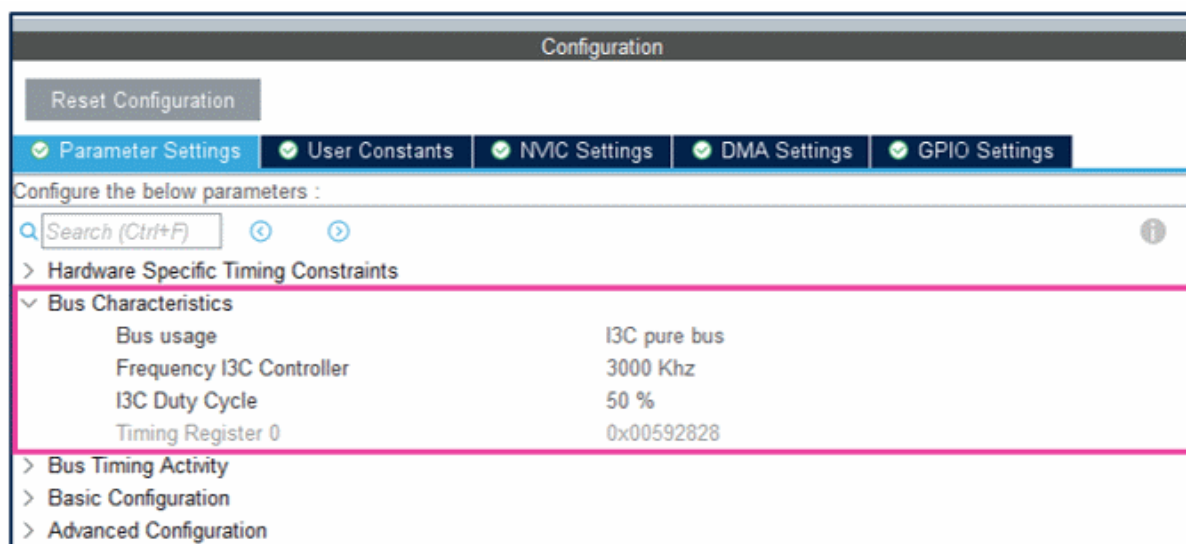 Configuration
Reset Configuration
Parameter Settings User Constants NVIC Settings DMA Settings GPIO Settings
Configure the below parameters :
Search (Ctrl+F)
Hardware Specific Timing Constraints
Bus Characteristics
Bus usage I3C pure bus
Frequency I3C Controller 3000 Khz
I3C Duty Cycle 50 %
Timing Register 0 0x00592828
Bus Timing Activity
Basic Configuration
Advanced Configuration